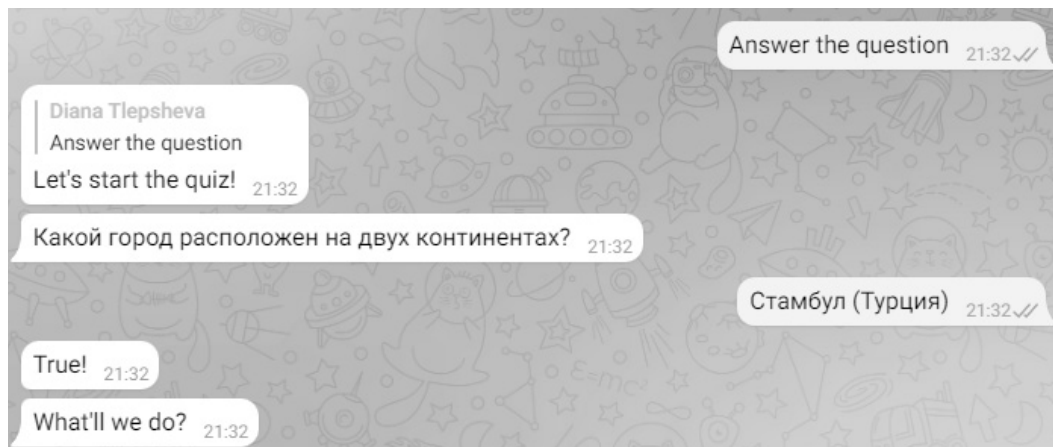 Answer the question 21:32
Diana Tlepsheva
Answer the question
Let's start the quiz! 21:32
Какой город расположен на двух континентах? 21:32
Стамбул (Турция) 21:32
True! 21:32
What'll we do? 21:32
E=mc²